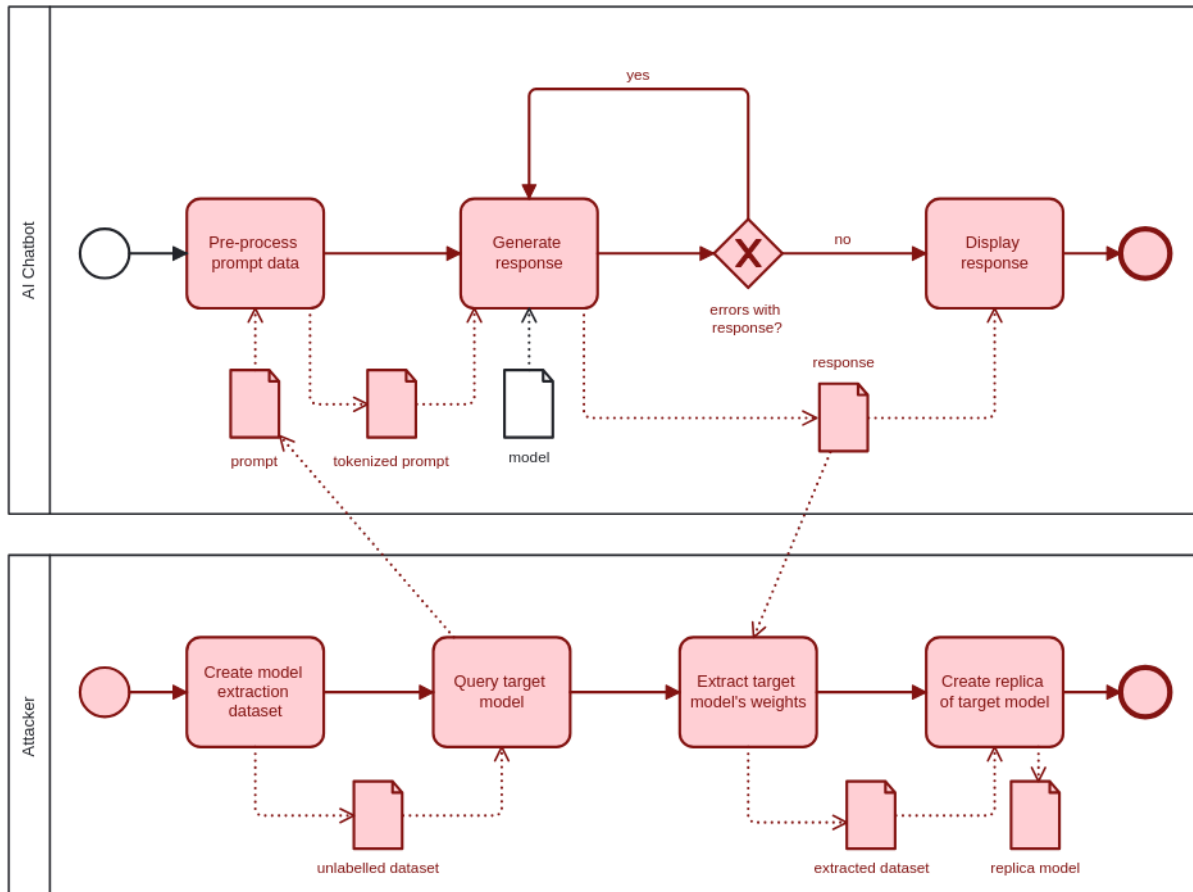 AI Chatbot
yes
Pre-process
prompt data
Generate
response
no
Display
response
errors with
response?
response
prompt
tokenized prompt
model
Attacker
Create model
extraction
dataset
Query target
model
Extract target
model's weights
Create replica
of target model
unlabelled dataset
extracted dataset
replica model